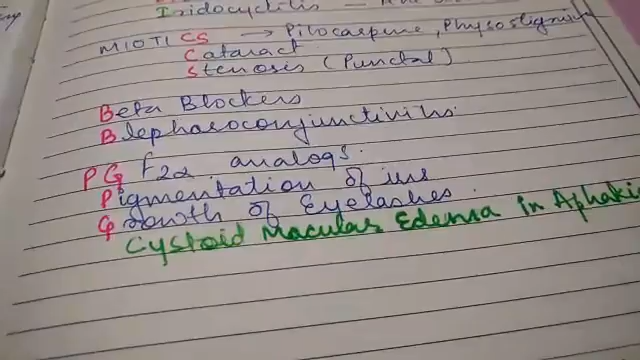 Iridocyclitis —
MIOTICS → Pilocarpine, Physostigmine
Cataract
Stenosis (Punctal)
Beta Blockers
Blepharoconjunctivitis.
PG F2α analogs.
Pigmentation of iris
Growth of Eyelashes.
Cystoid Macular Edema in Aphakic